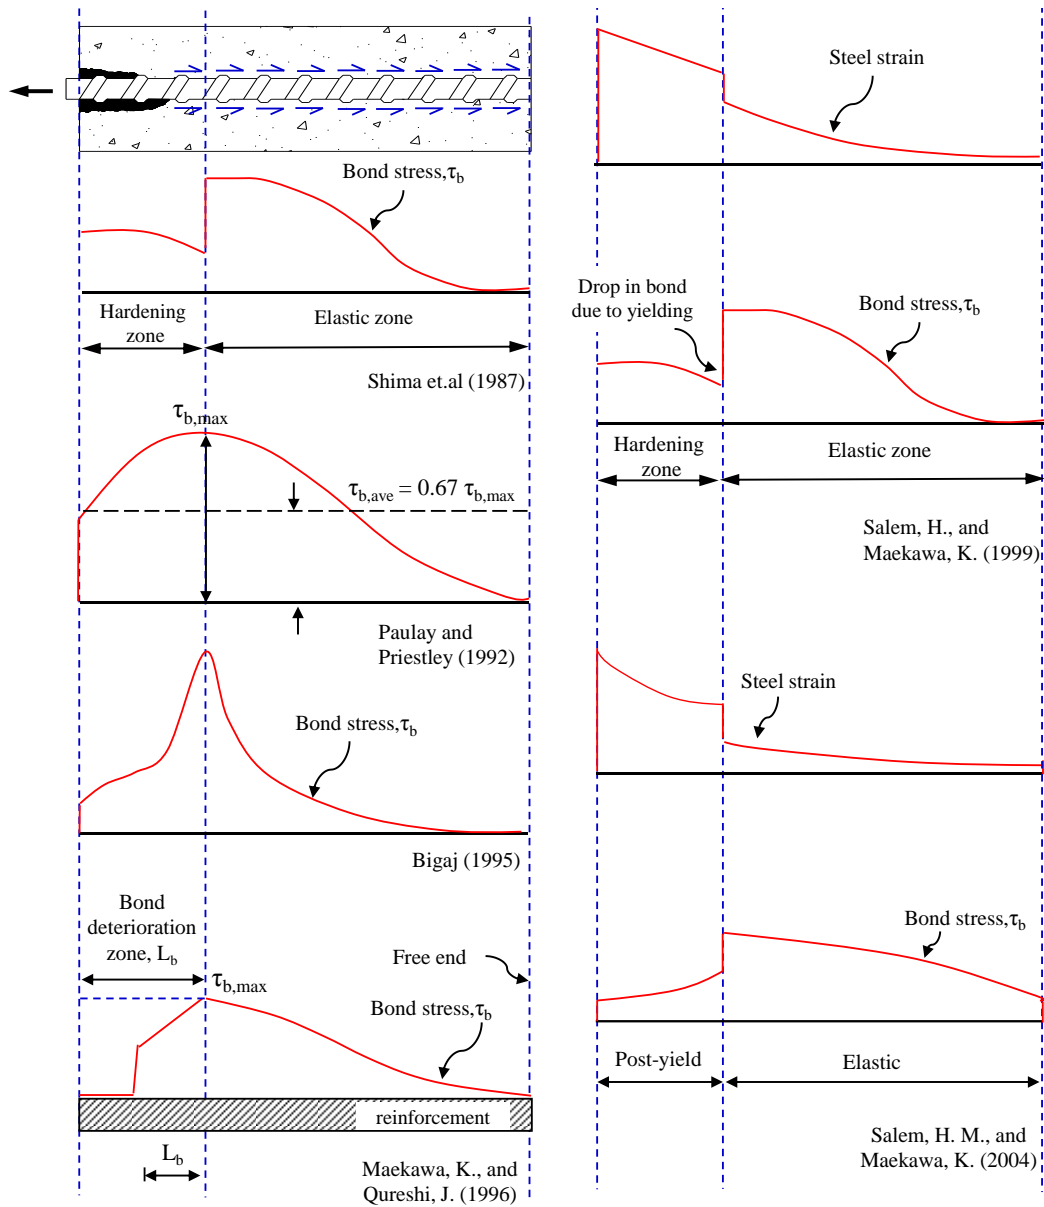 Bond stress,τb
Hardening
zone
Elastic zone
Shima et.al (1987)
τb,max
τb,ave = 0.67 τb,max
Paulay and
Priestley (1992)
Bond stress,τb
Bigaj (1995)
Bond
deterioration
zone, Lb
τb,max
Free end
Bond stress,τb
reinforcement
Lb
Maekawa, K., and
Qureshi, J. (1996)
Steel strain
Drop in bond
due to yielding
Bond stress,τb
Hardening
zone
Elastic zone
Salem, H., and
Maekawa, K. (1999)
Steel strain
Bond stress,τb
Post-yield
Elastic
Salem, H. M., and
Maekawa, K. (2004)